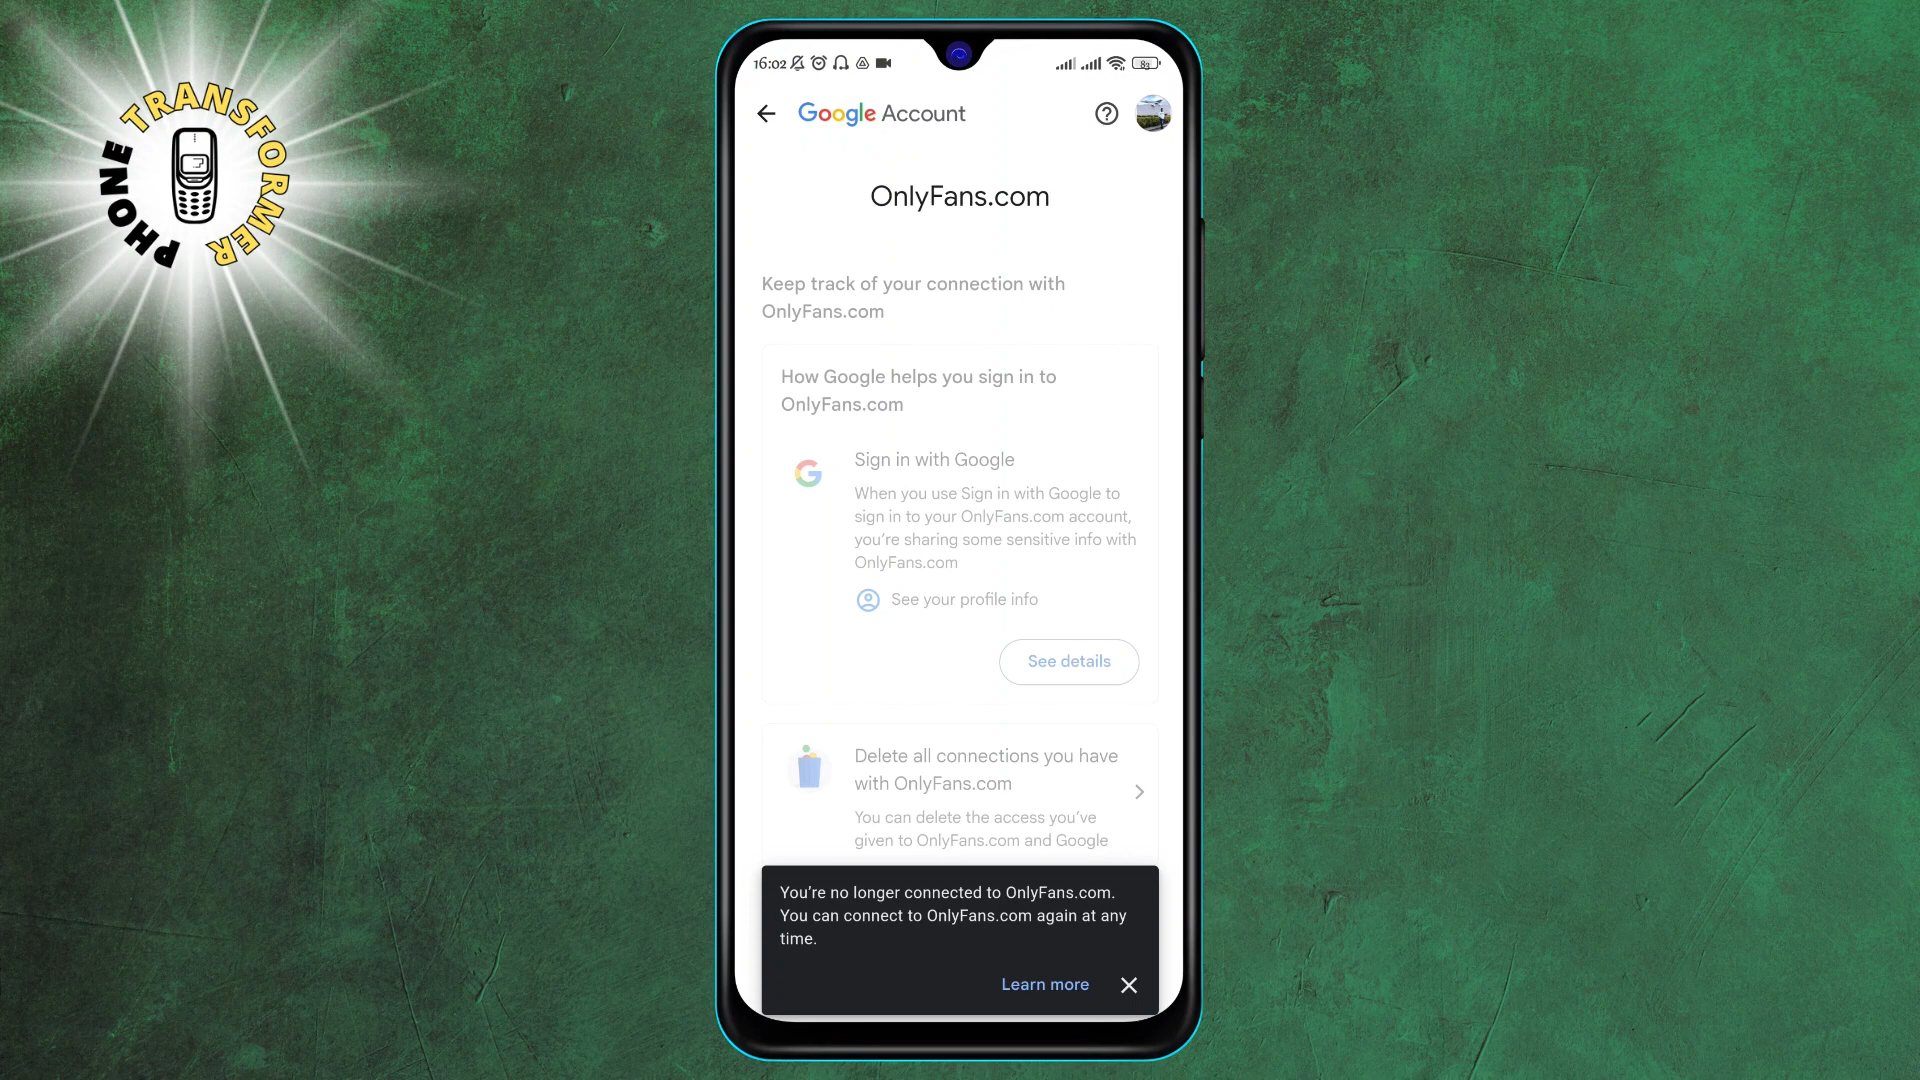 PHONE TRANSFORMER
16:02
83
Google Account
OnlyFans.com
Keep track of your connection with
OnlyFans.com
How Google helps you sign in to
OnlyFans.com
Sign in with Google
When you use Sign in with Google to
sign in to your OnlyFans.com account,
you’re sharing some sensitive info with
OnlyFans.com
See your profile info
See details
Delete all connections you have
with OnlyFans.com
You can delete the access you’ve
given to OnlyFans.com and Google
You’re no longer connected to OnlyFans.com.
You can connect to OnlyFans.com again at any
time.
Learn more